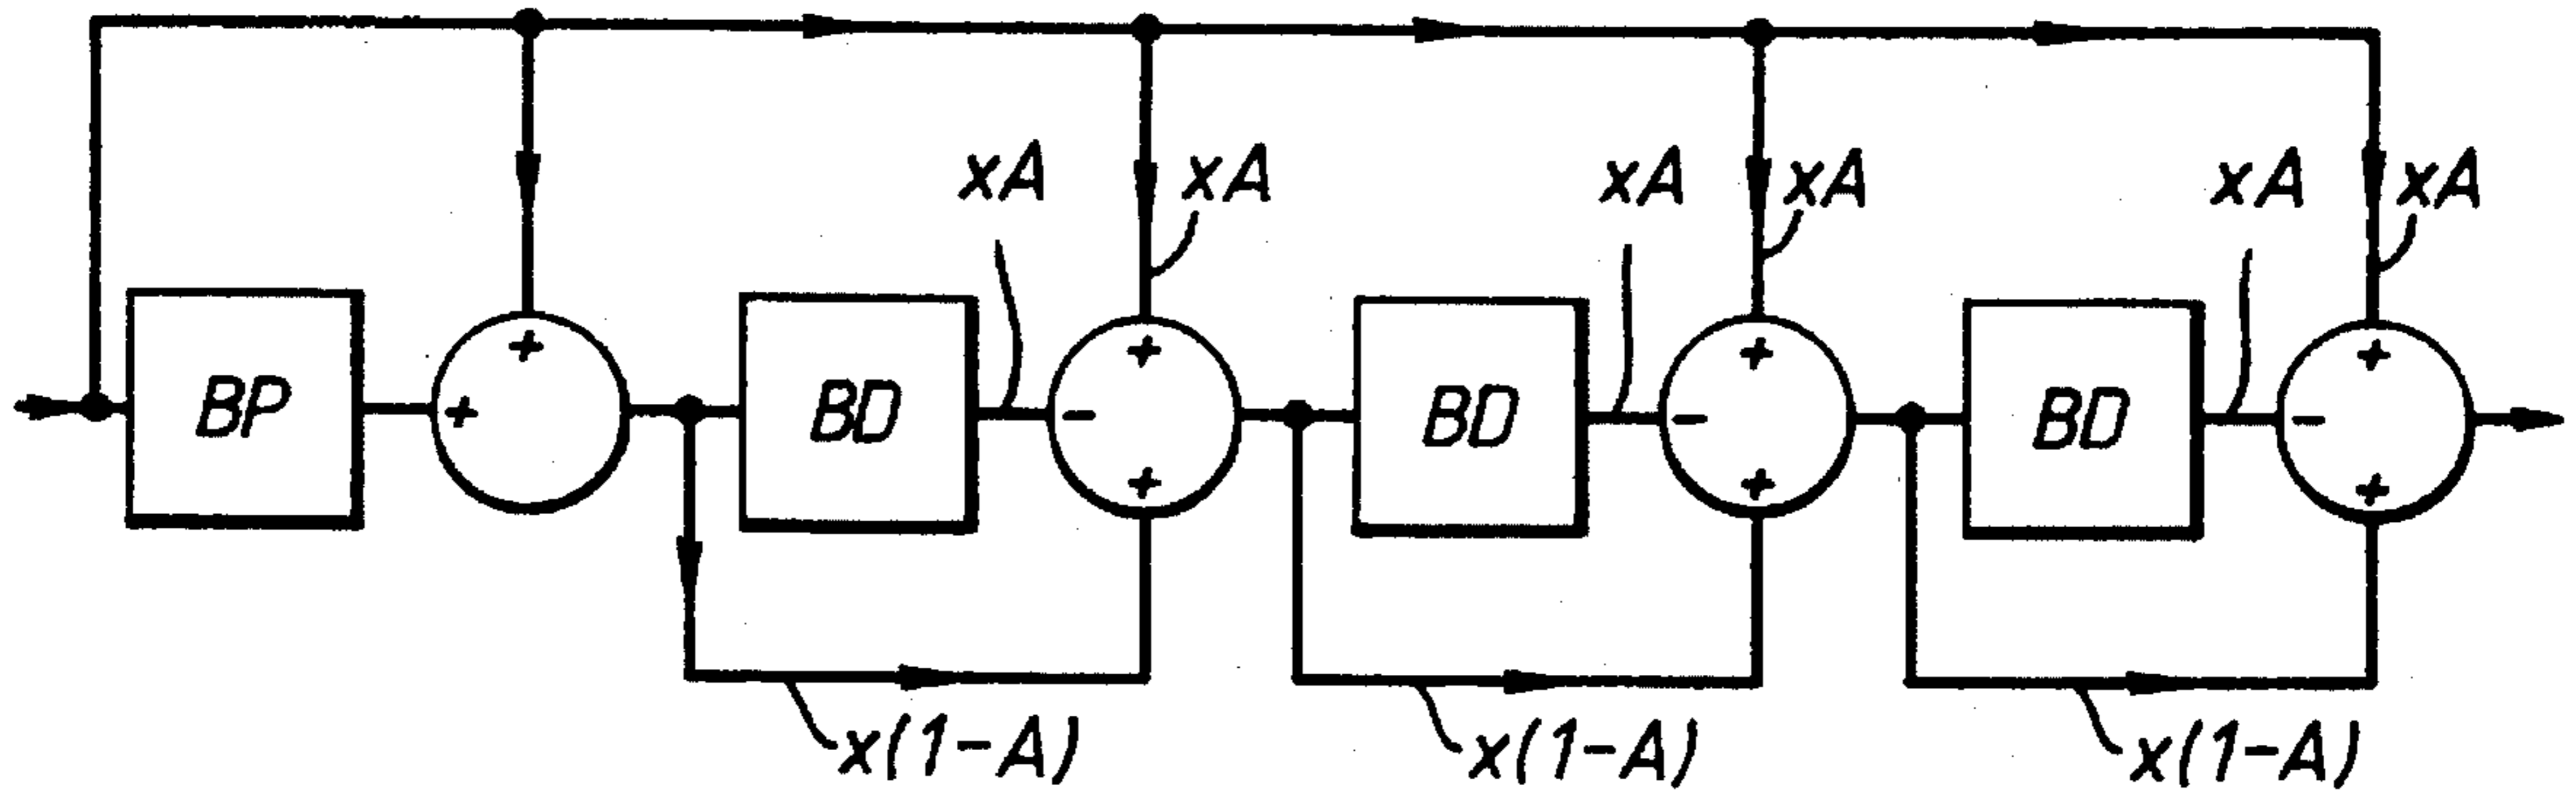 xA xA xA xA xA xA
+ + + +
BP + BD - BD - BD -
+ + +
x(1-A) x(1-A) x(1-A)